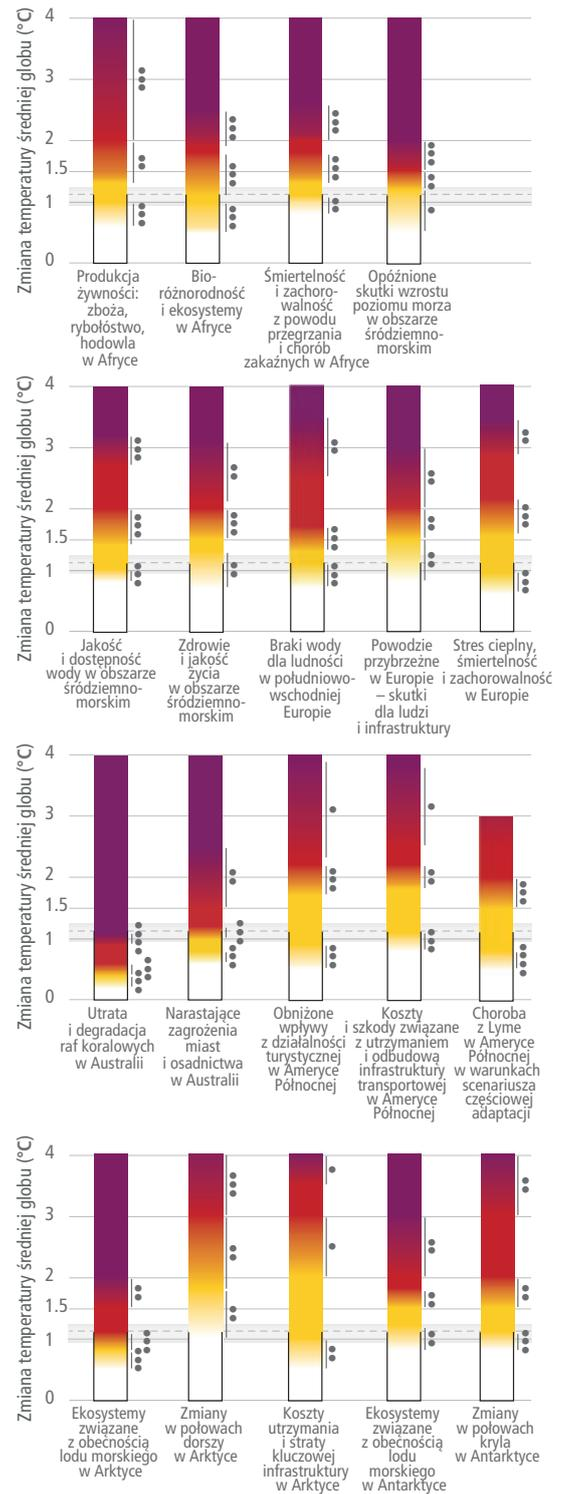 Zmiana temperatury średniej globu (°C)
4
3
2
1.5
1
0
Produkcja
żywności:
zboża,
rybołóstwo,
hodowla
w Afryce
Bio-
różnorodność
i ekosystemy
w Afryce
Śmiertelność
i zachoro-
walność
z powodu
przegrzania
i chorób
zakaźnych w Afryce
Opóźnione
skutki wzrostu
poziomu morza
w obszarze
śródziemno-
morskim
Zmiana temperatury średniej globu (°C)
4
3
2
1.5
1
0
Jakość
i dostępność
wody w obszarze
śródziemno-
morskim
Zdrowie
i jakość
życia
w obszarze
śródziemno-
morskim
Braki wody
dla ludności
w południowo-
wschodniej
Europie
Powodzie
przybrzeżne
w Europie
– skutki
dla ludzi
i infrastruktury
Stres cieplny,
śmiertelność
i zachorowalność
w Europie
Zmiana temperatury średniej globu (°C)
4
3
2
1.5
1
0
Utrata
i degradacja
raf koralowych
w Australii
Narastające
zagrożenia
miast
i osadnictwa
w Australii
Obniżone
wpływy
z działalności
turystycznej
w Ameryce
Północnej
Koszty
i szkody związane
z utrzymaniem
i odbudową
infrastruktury
transportowej
w Ameryce
Północnej
Choroba
z Lyme
w Ameryce
Północnej
w warunkach
scenariusza
częściowej
adaptacji
Zmiana temperatury średniej globu (°C)
4
3
2
1.5
1
0
Ekosystemy
związane
z obecnością
lodu morskiego
w Arktyce
Zmiany
w połowach
dorszy
w Arktyce
Koszty
utrzymania
i straty
kluczowej
infrastruktury
w Arktyce
Ekosystemy
związane
z obecnością
lodu
morskiego
w Antarktyce
Zmiany
w połowach
kryla
w Antarktyce